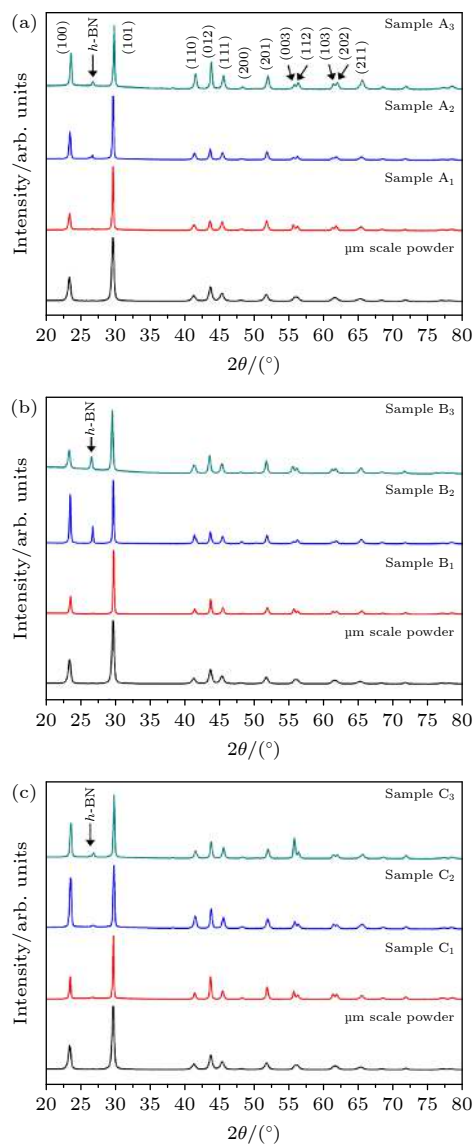 (a)
Sample A₃
(100)
h-BN
(101)
(110)
(012)
(111)
(200)
(201)
(003)
(112)
(103)
(202)
(211)
Sample A₂
Sample A₁
μm scale powder
Intensity/arb. units
20 25 30 35 40 45 50 55 60 65 70 75 80
2θ/(°)
(b)
Sample B₃
h-BN
Sample B₂
Sample B₁
μm scale powder
Intensity/arb. units
20 25 30 35 40 45 50 55 60 65 70 75 80
2θ/(°)
(c)
Sample C₃
h-BN
Sample C₂
Sample C₁
μm scale powder
Intensity/arb. units
20 25 30 35 40 45 50 55 60 65 70 75 80
2θ/(°)